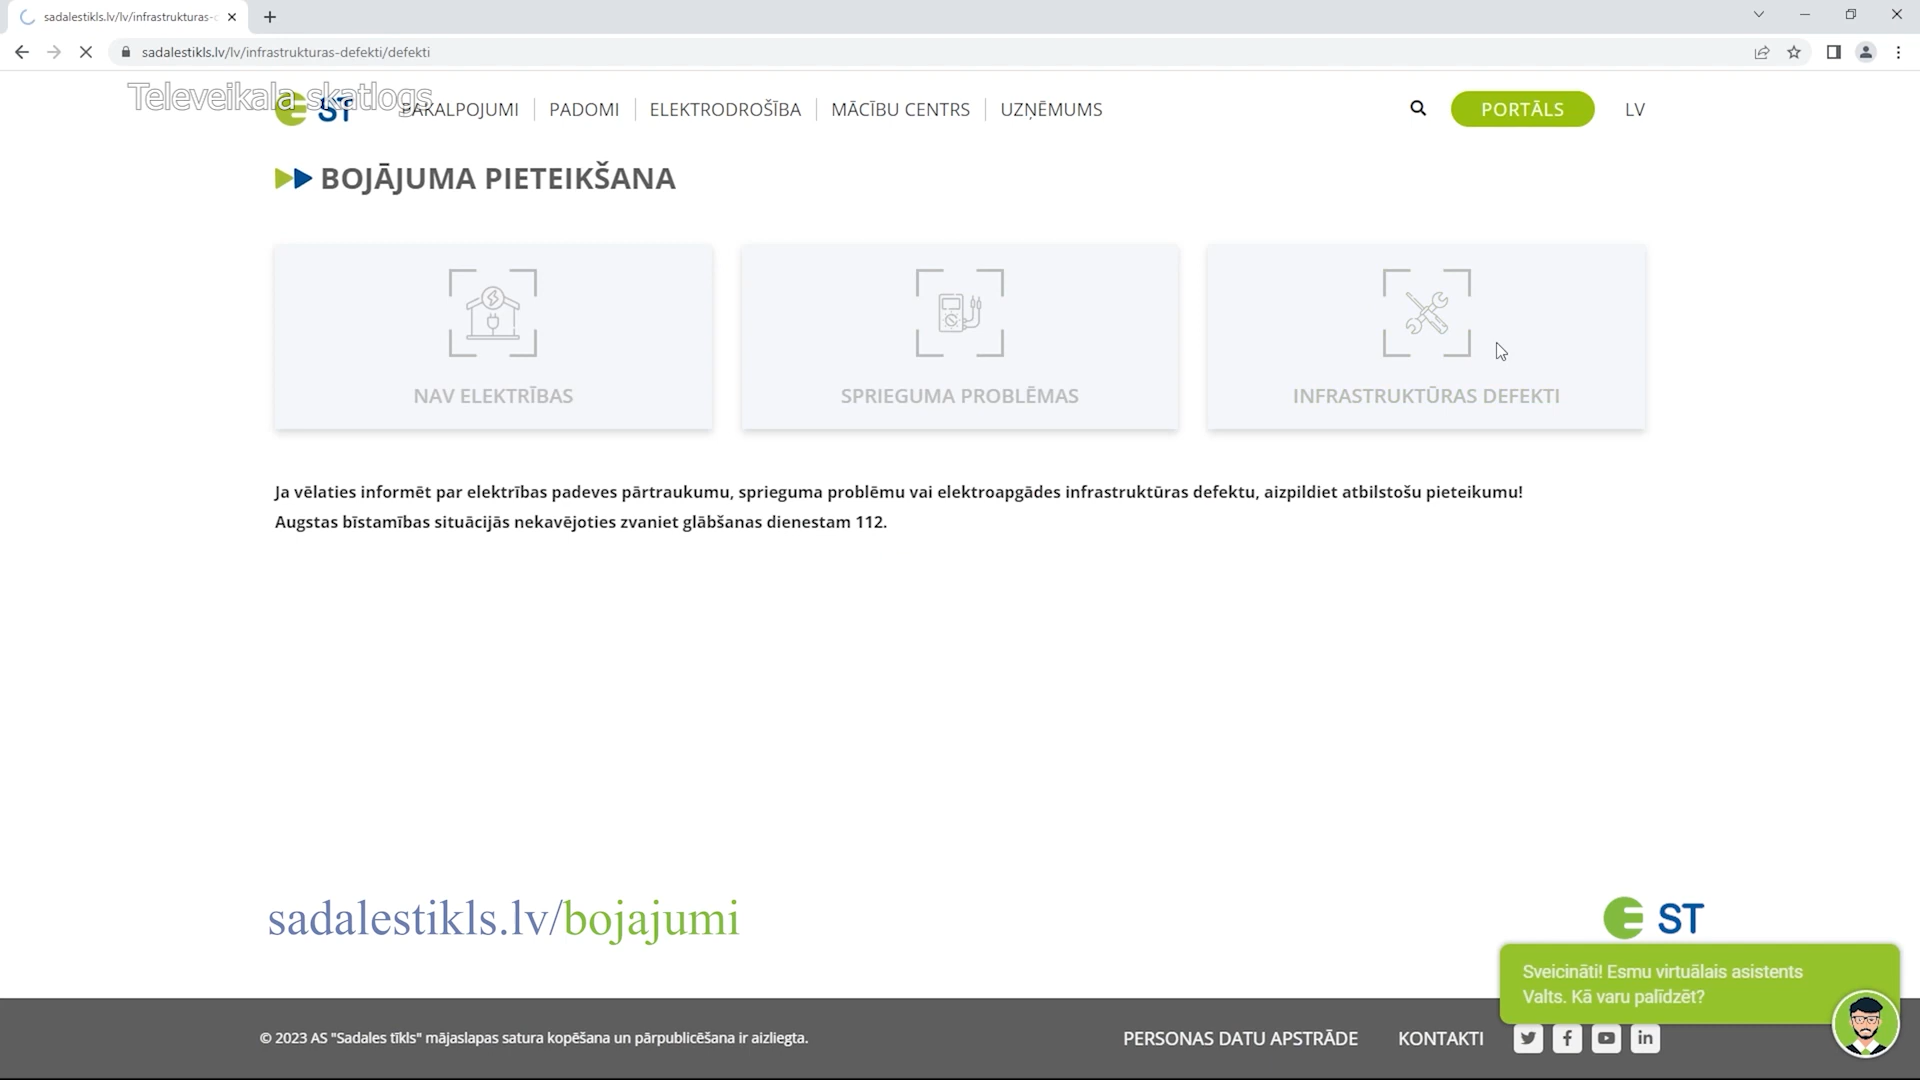 sadalestikls.lv/lv/infrastrukturas-d
sadalestikls.lv/lv/infrastrukturas-defekti/defekti
Televeikala skatlogs
ST
PAKALPOJUMI
PADOMI
ELEKTRODROŠĪBA
MĀCĪBU CENTRS
UZŅĒMUMS
PORTĀLS
LV
BOJĀJUMA PIETEIKŠANA
NAV ELEKTRĪBAS
SPRIEGUMA PROBLĒMAS
INFRASTRUKTŪRAS DEFEKTI
Ja vēlaties informēt par elektrības padeves pārtraukumu, sprieguma problēmu vai elektroapgādes infrastruktūras defektu, aizpildiet atbilstošu pieteikumu!
Augstas bīstamības situācijās nekavējoties zvaniet glābšanas dienestam 112.
sadalestikls.lv/bojajumi
ST
Sveicināti! Esmu virtuālais asistents
Valts. Kā varu palīdzēt?
© 2023 AS "Sadales tīkls" mājaslapas satura kopēšana un pārpublicēšana ir aizliegta.
PERSONAS DATU APSTRĀDE
KONTAKTI